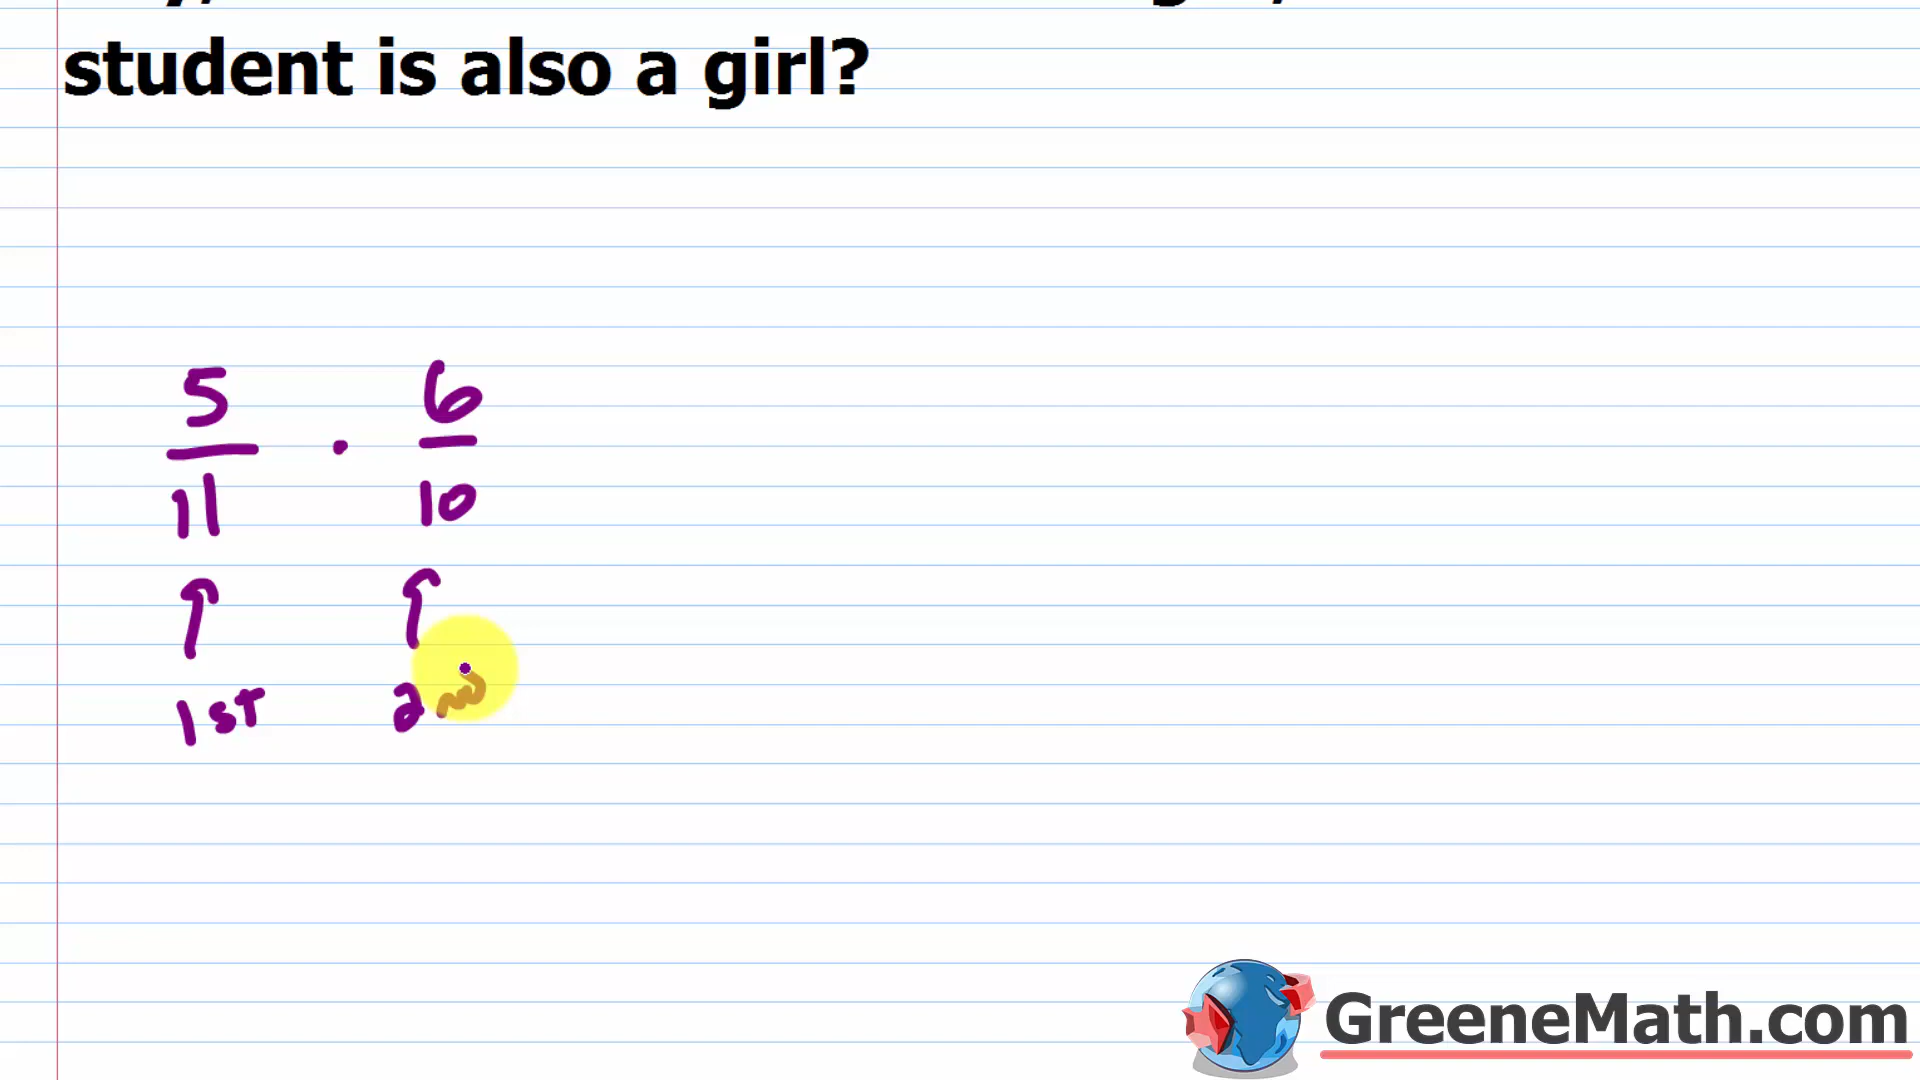 student is also a girl?
5 6
11 · 10
1st 2nd
GreeneMath.com